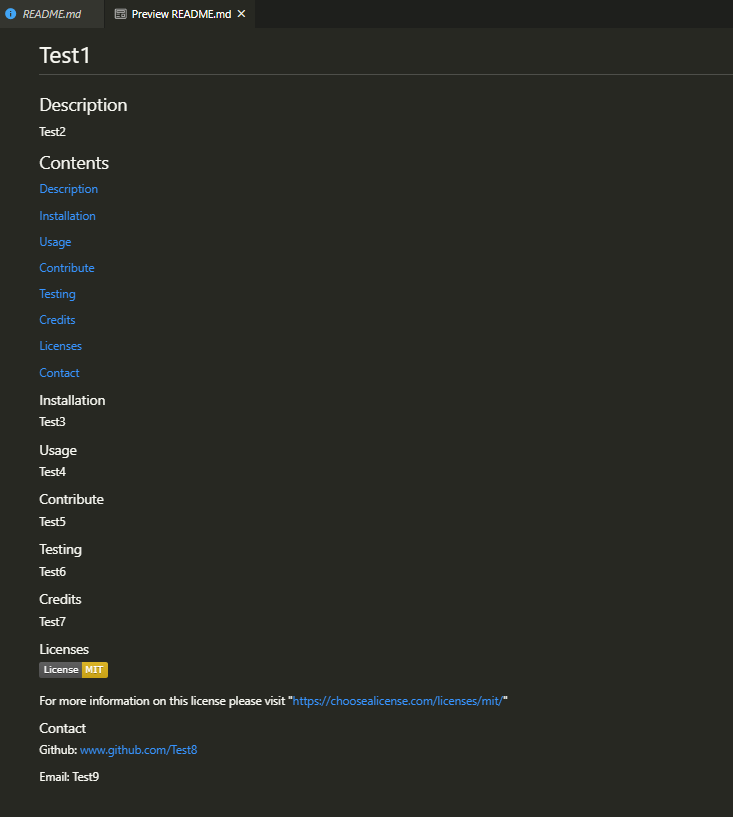 README.md Preview README.md
Test1
Description
Test2
Contents
Description
Installation
Usage
Contribute
Testing
Credits
Licenses
Contact
Installation
Test3
Usage
Test4
Contribute
Test5
Testing
Test6
Credits
Test7
Licenses
License MIT
For more information on this license please visit "https://choosealicense.com/licenses/mit/"
Contact
Github: www.github.com/Test8
Email: Test9